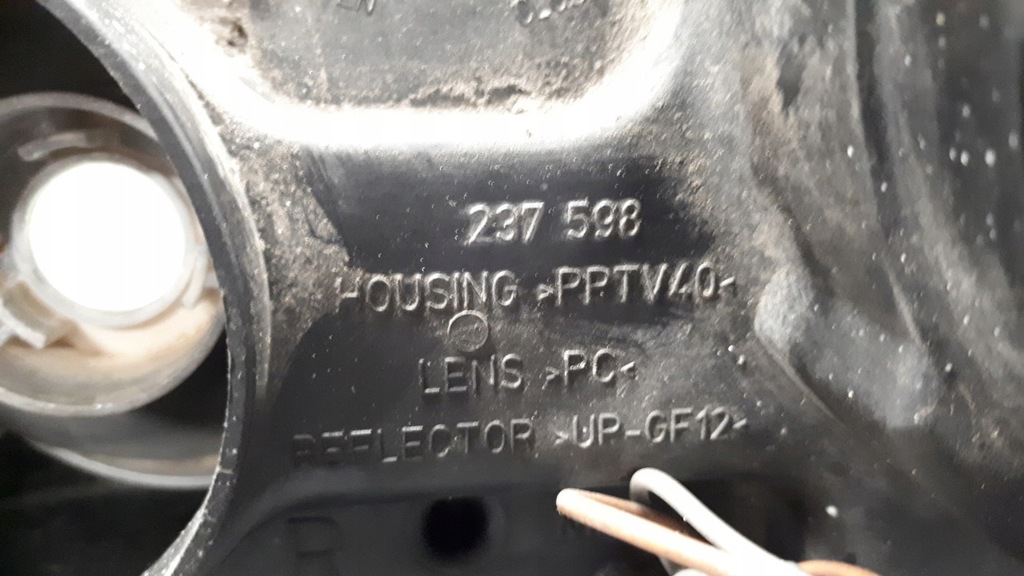 237 598
HOUSING >PPTV40<
LENS >PC<
REFLECTOR >UP-GF12<
R